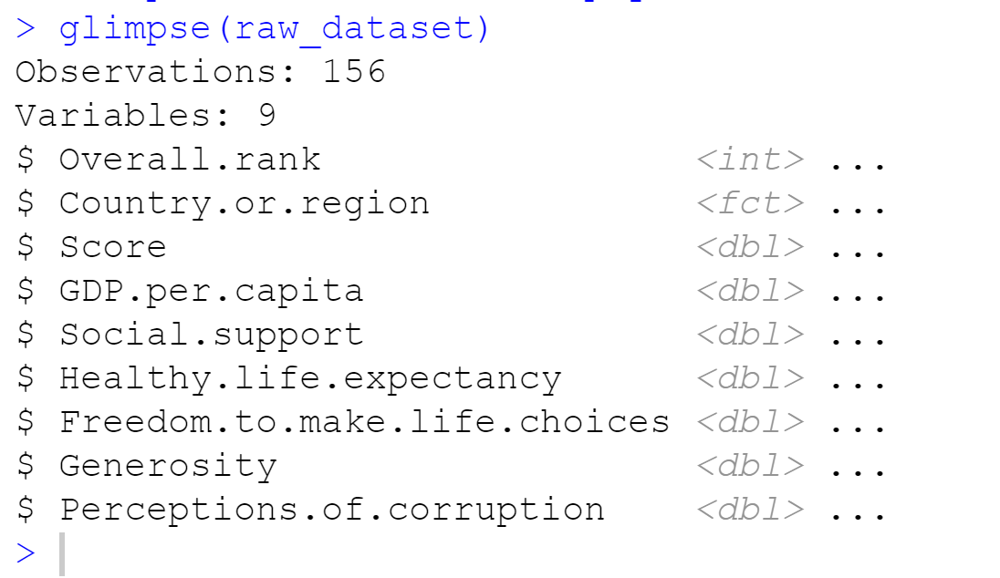 > glimpse(raw_dataset)
Observations: 156
Variables: 9
$ Overall.rank                 <int> ...
$ Country.or.region            <fct> ...
$ Score                        <dbl> ...
$ GDP.per.capita               <dbl> ...
$ Social.support               <dbl> ...
$ Healthy.life.expectancy      <dbl> ...
$ Freedom.to.make.life.choices <dbl> ...
$ Generosity                   <dbl> ...
$ Perceptions.of.corruption    <dbl> ...
>